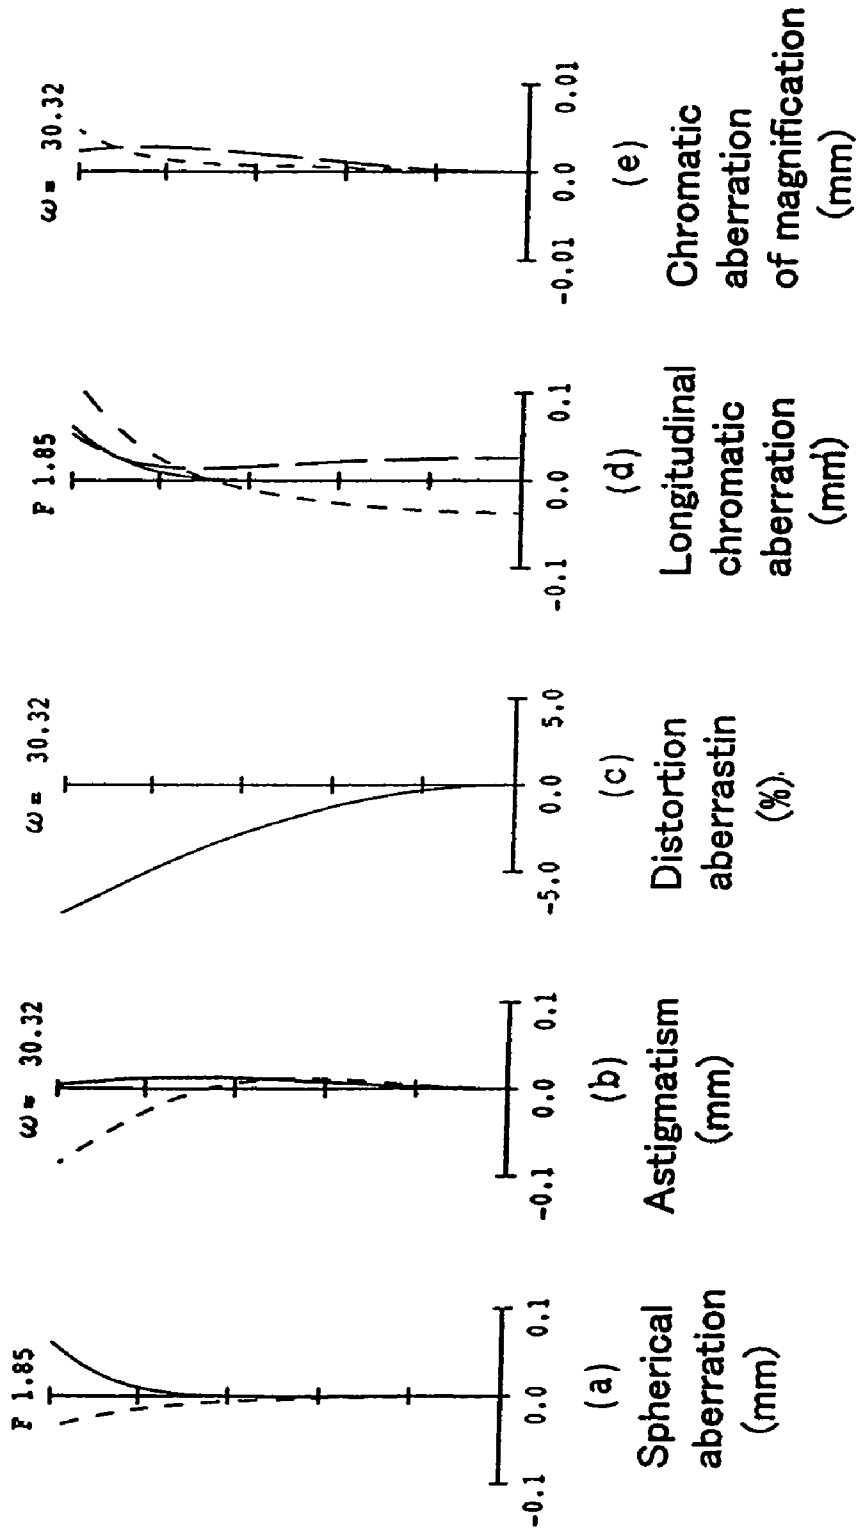 F 1.85
-0.1 0.0 0.1
(a)
Spherical
aberration
(mm)
ω= 30.32
-0.1 0.0 0.1
(b)
Astigmatism
(mm)
ω= 30.32
-5.0 0.0 5.0
(c)
Distortion
aberrastin
(%)
F 1.85
-0.1 0.0 0.1
(d)
Longitudinal
chromatic
aberration
(mm)
ω= 30.32
-0.01 0.0 0.01
(e)
Chromatic
aberration
of magnification
(mm)